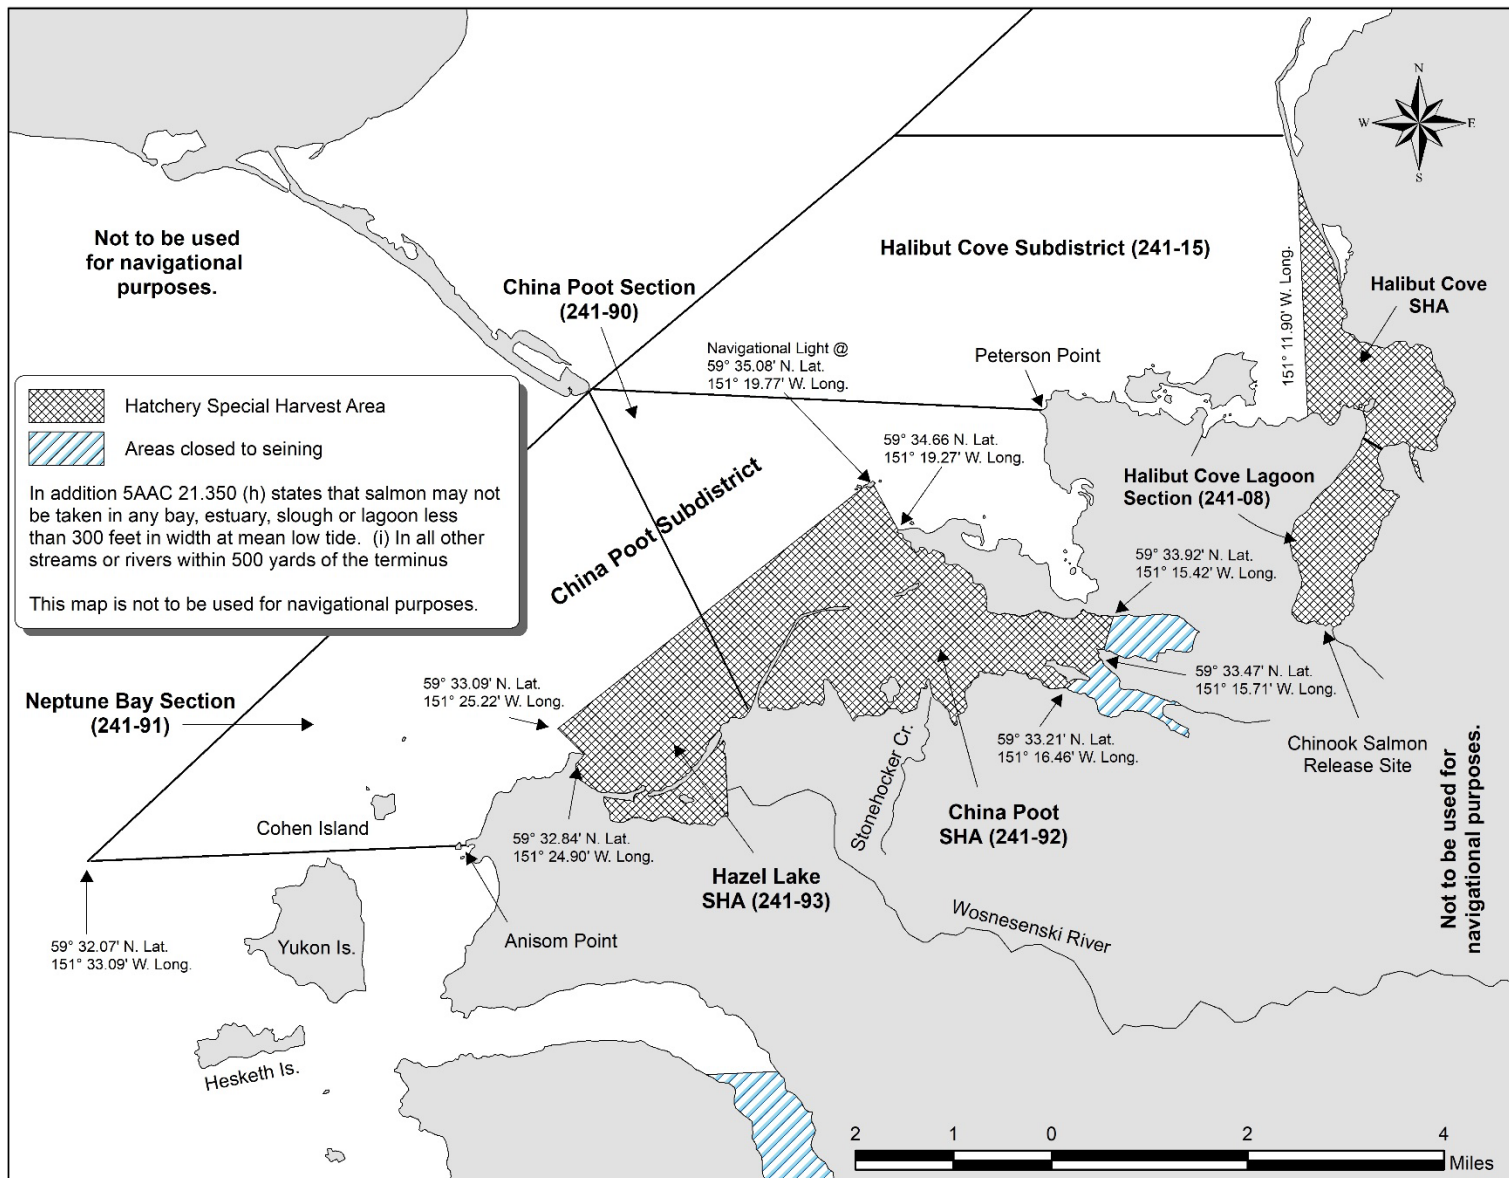 N
W
E
S
Not to be used
for navigational
purposes.
Halibut Cove Subdistrict (241-15)
151° 11.90' W. Long.
Halibut Cove
SHA
China Poot Section
(241-90)
Navigational Light @
59° 35.08' N. Lat.
151° 19.77' W. Long.
Peterson Point
Hatchery Special Harvest Area
Areas closed to seining
In addition 5AAC 21.350 (h) states that salmon may not
be taken in any bay, estuary, slough or lagoon less
than 300 feet in width at mean low tide.  (i) In all other
streams or rivers within 500 yards of the terminus
This map is not to be used for navigational purposes.
59° 34.66 N. Lat.
151° 19.27' W. Long.
Halibut Cove Lagoon
Section (241-08)
China Poot Subdistrict
59° 33.92' N. Lat.
151° 15.42' W. Long.
59° 33.09' N. Lat.
151° 25.22' W. Long.
59° 33.47' N. Lat.
151° 15.71' W. Long.
Neptune Bay Section
(241-91)
59° 33.21' N. Lat.
151° 16.46' W. Long.
Chinook Salmon
Release Site
Stonehocker Cr.
Cohen Island
59° 32.84' N. Lat.
151° 24.90' W. Long.
China Poot
SHA (241-92)
Hazel Lake
SHA (241-93)
Not to be used for
navigational purposes.
59° 32.07' N. Lat.
151° 33.09' W. Long.
Yukon Is.
Anisom Point
Wosnesenski River
Hesketh Is.
2 1 0 2 4
Miles